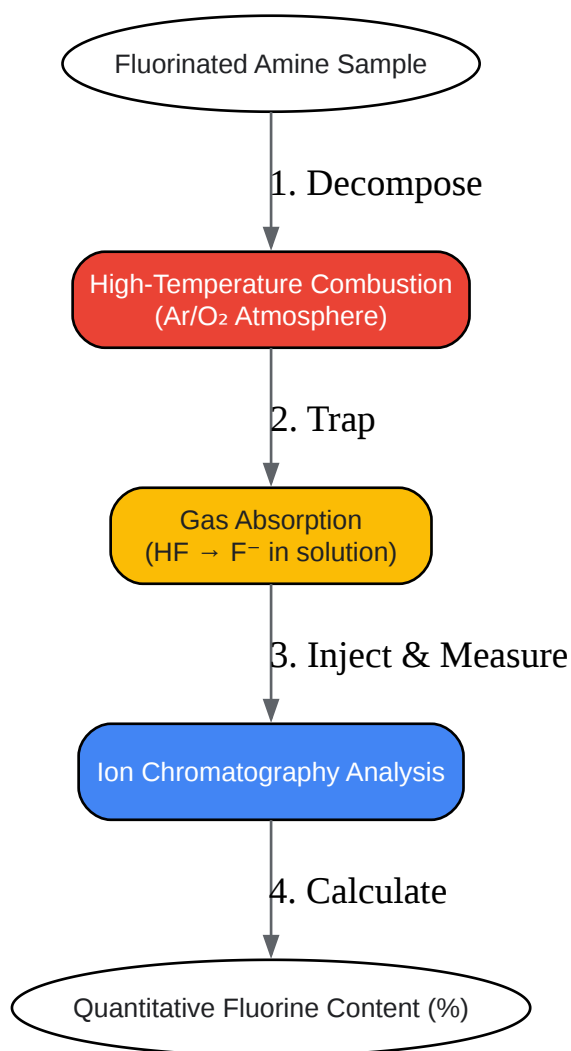 Fluorinated Amine Sample
1. Decompose
High-Temperature Combustion
(Ar/O₂ Atmosphere)
2. Trap
Gas Absorption
(HF → F⁻ in solution)
3. Inject & Measure
Ion Chromatography Analysis
4. Calculate
Quantitative Fluorine Content (%)